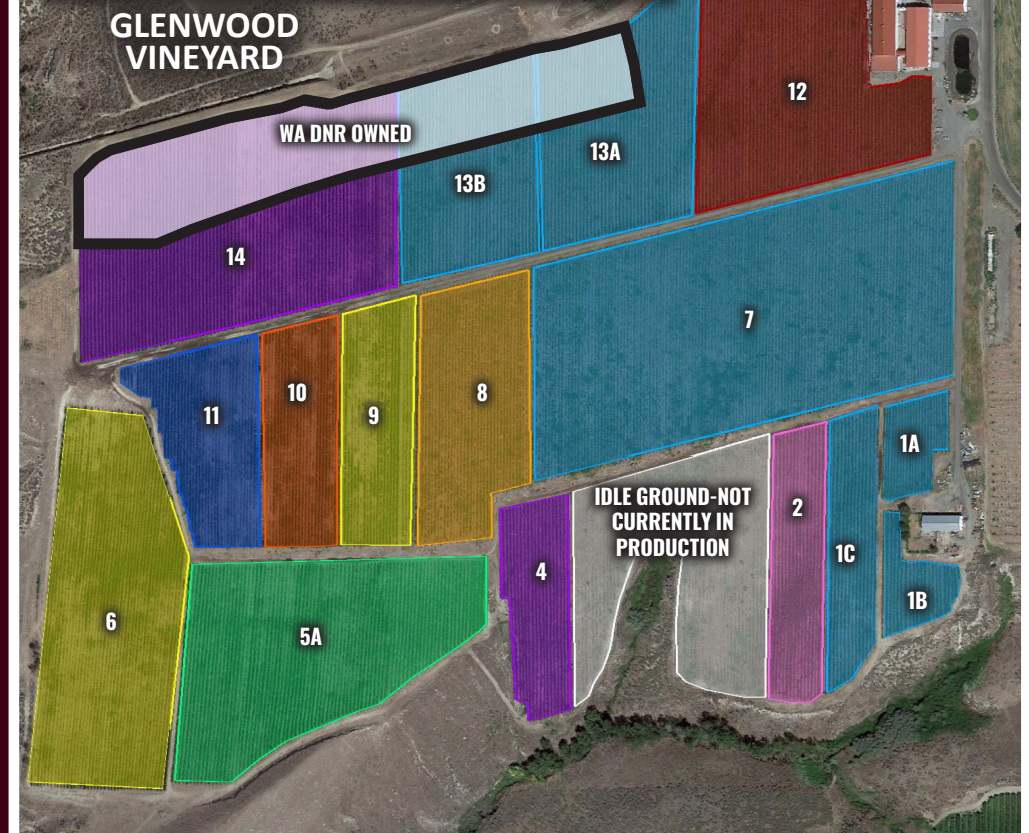 GLENWOOD
VINEYARD
12
WA DNR OWNED
13A
13B
14
7
8
10
9
11
1A
IDLE GROUND-NOT
CURRENTLY IN
PRODUCTION
2
1C
4
1B
6
5A